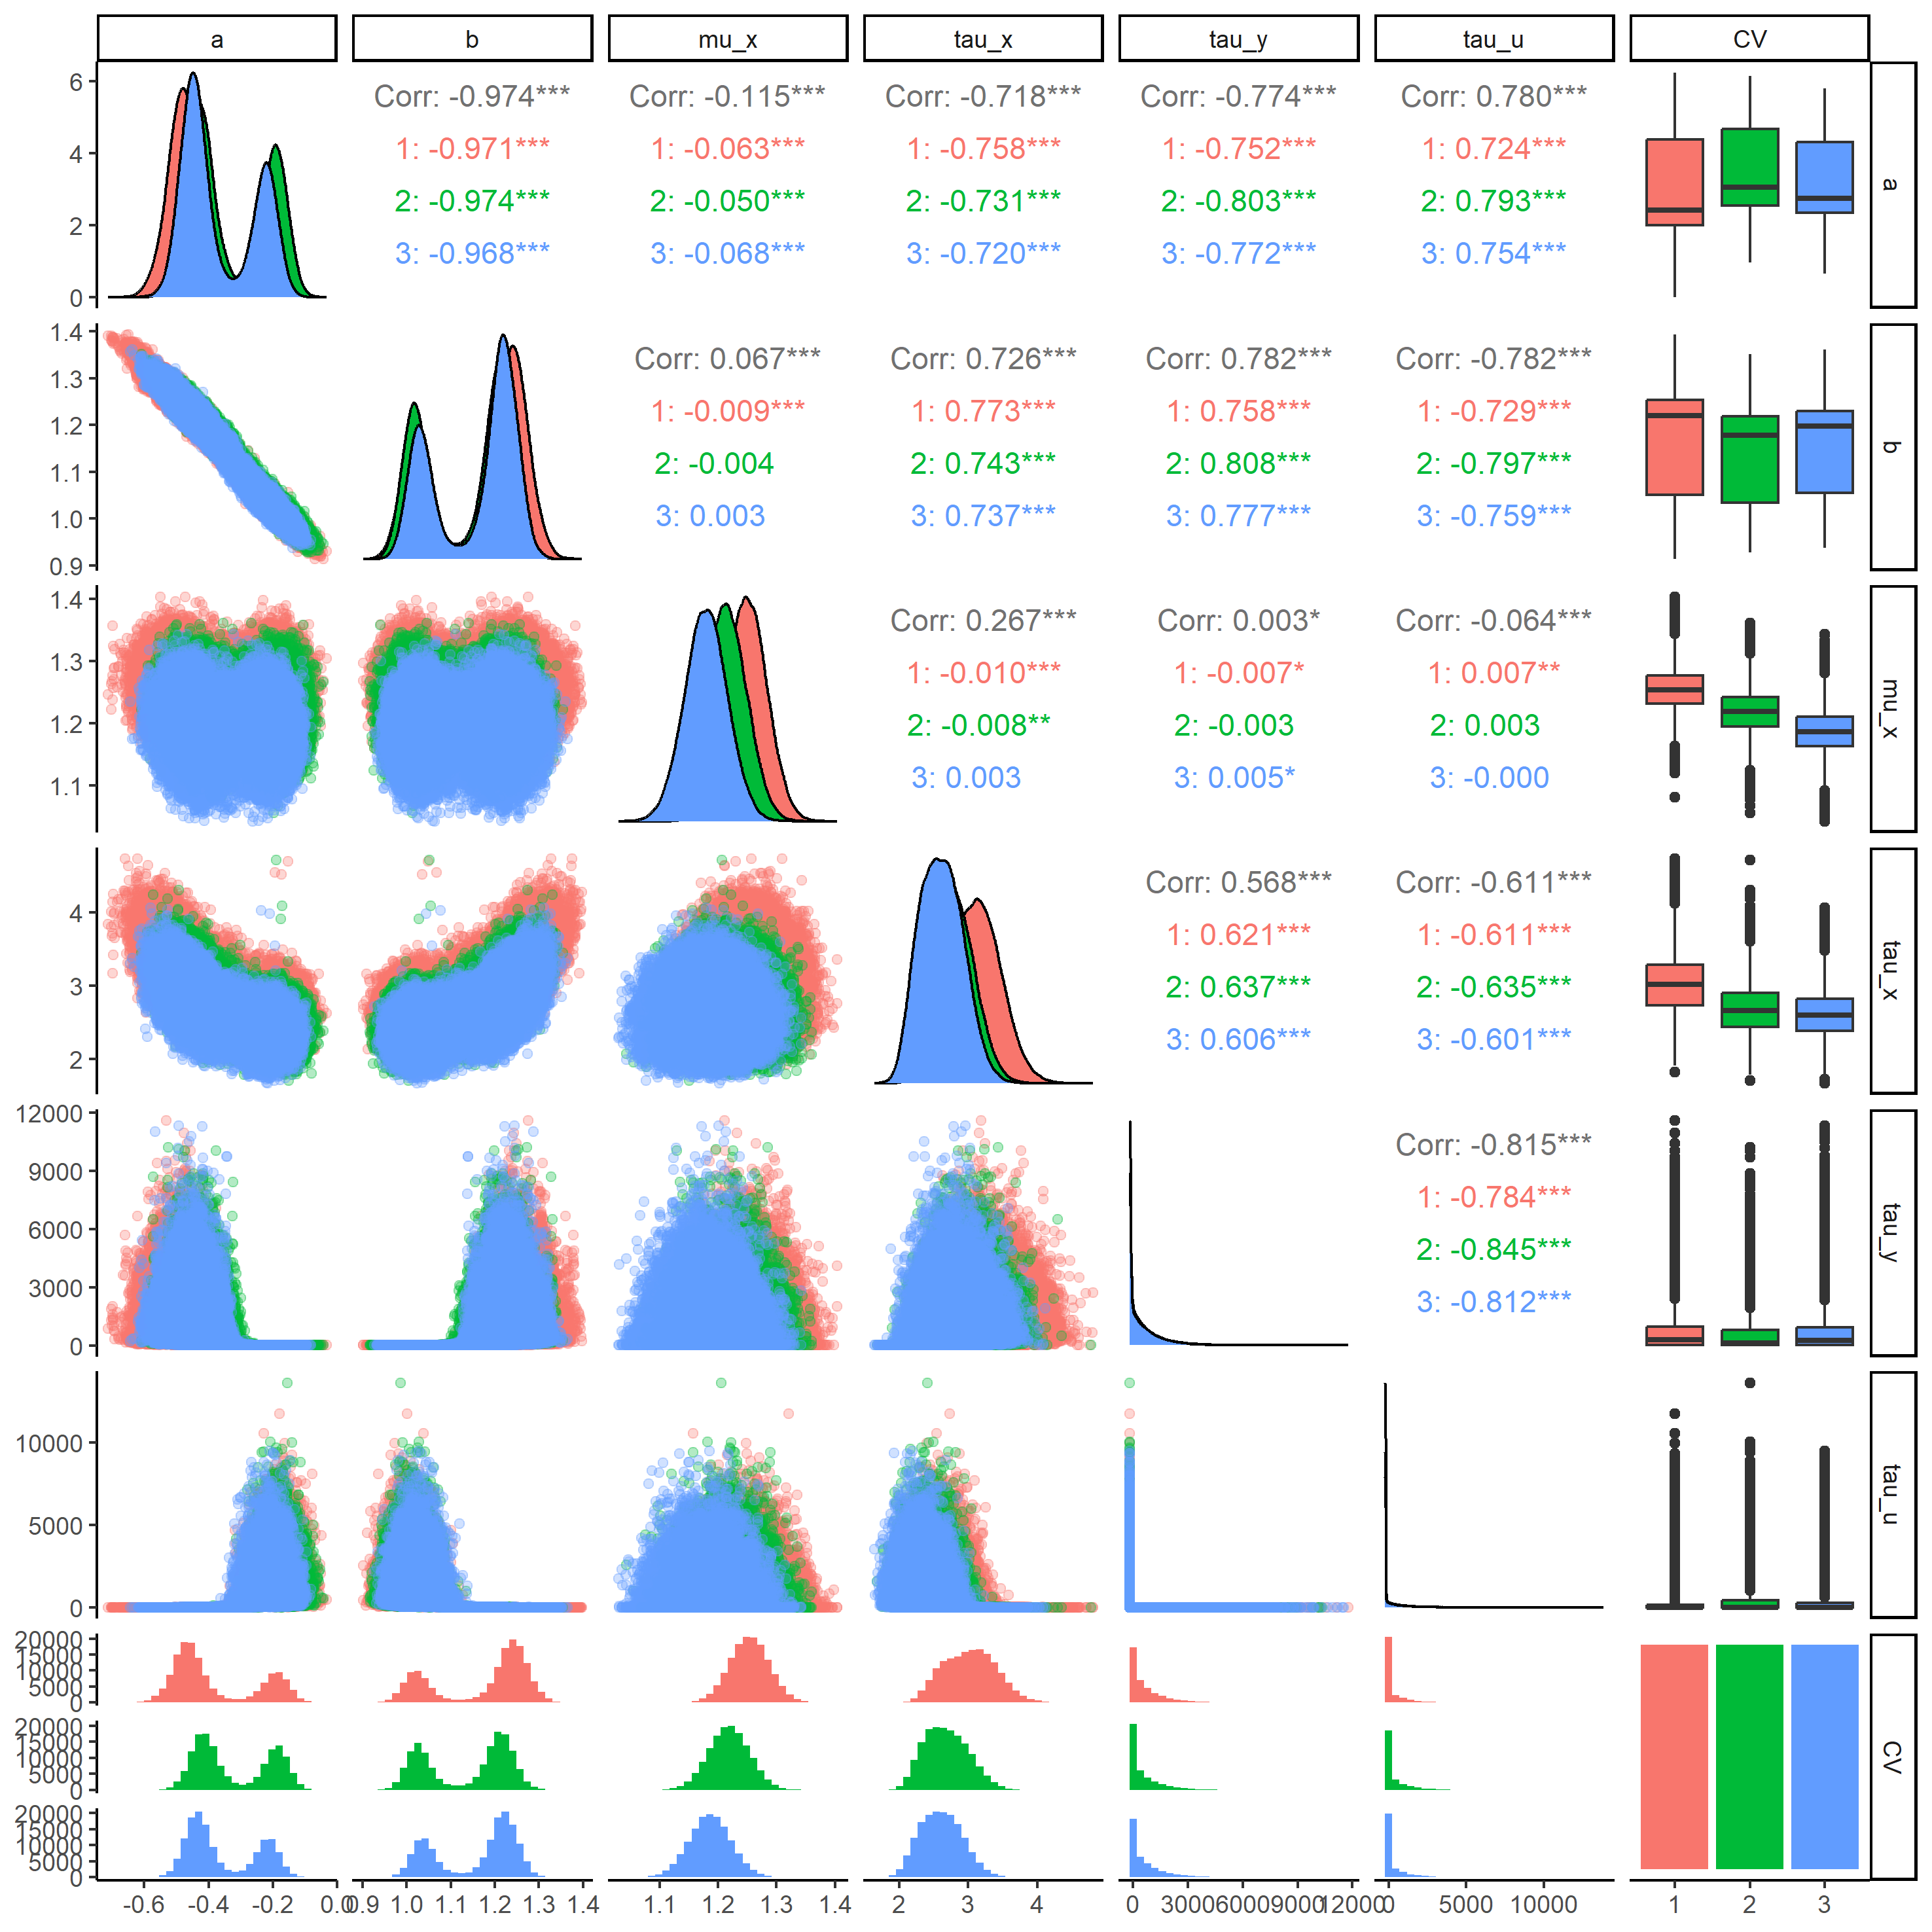 a b mu_x tau_x tau_y tau_u CV
6 Corr: -0.974*** Corr: -0.115*** Corr: -0.718*** Corr: -0.774*** Corr: 0.780***
4 1: -0.971*** 1: -0.063*** 1: -0.758*** 1: -0.752*** 1: 0.724***
2 2: -0.974*** 2: -0.050*** 2: -0.731*** 2: -0.803*** 2: 0.793*** a
0 3: -0.968*** 3: -0.068*** 3: -0.720*** 3: -0.772*** 3: 0.754***
1.4 Corr: 0.067*** Corr: 0.726*** Corr: 0.782*** Corr: -0.782***
1.3 1: -0.009*** 1: 0.773*** 1: 0.758*** 1: -0.729***
1.2 2: -0.004 2: 0.743*** 2: 0.808*** 2: -0.797*** b
1.1 3: 0.003 3: 0.737*** 3: 0.777*** 3: -0.759***
1.0
0.9
1.4 Corr: 0.267*** Corr: 0.003* Corr: -0.064***
1.3 1: -0.010*** 1: -0.007* 1: 0.007**
1.2 2: -0.008** 2: -0.003 2: 0.003 mu_x
1.1 3: 0.003 3: 0.005* 3: -0.000
4 Corr: 0.568*** Corr: -0.611***
3 1: 0.621*** 1: -0.611***
2 2: 0.637*** 2: -0.635*** tau_x
3: 0.606*** 3: -0.601***
12000 Corr: -0.815***
9000 1: -0.784***
6000 2: -0.845*** tau_y
3000 3: -0.812***
0
10000
5000 tau_u
0
20000
15000
10000
5000
0
20000
15000
10000
5000 CV
0
20000
15000
10000
5000
0
-0.6 -0.4 -0.2 0.0 0.9 1.0 1.1 1.2 1.3 1.4 1.1 1.2 1.3 1.4 2 3 4 0 3000 6000 9000 12000 0 5000 10000 1 2 3